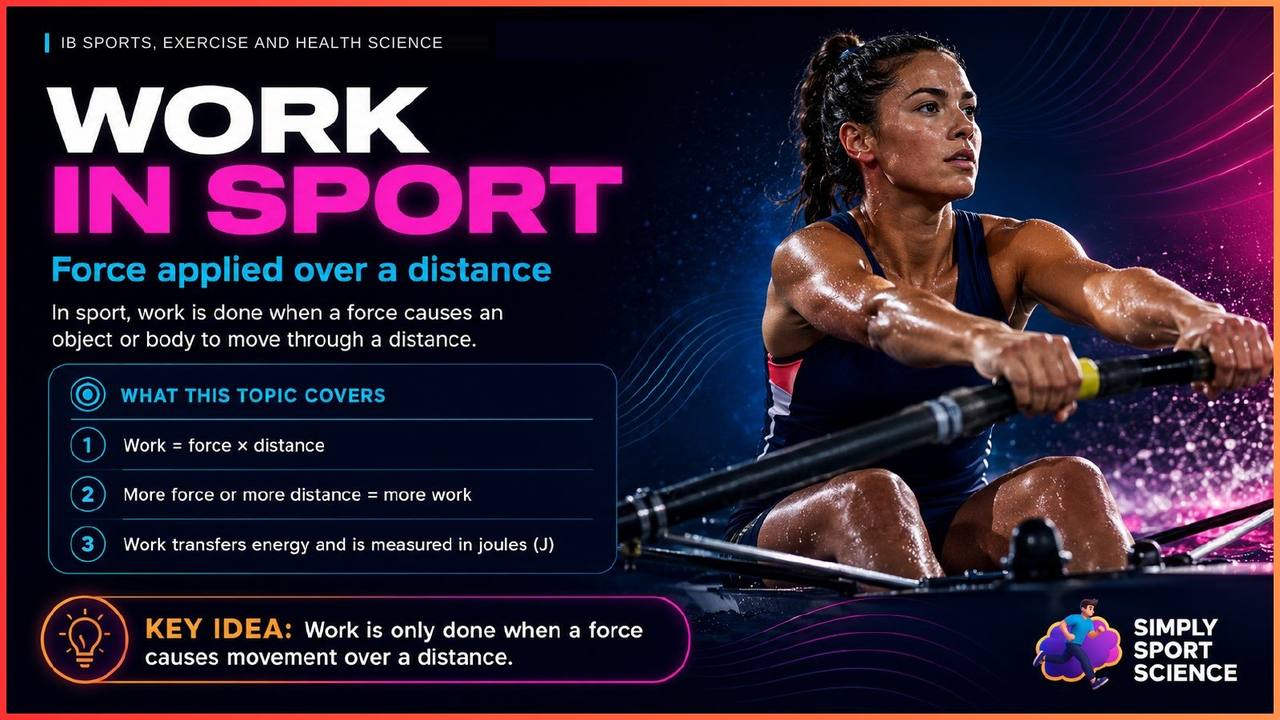 IB SPORTS, EXERCISE AND HEALTH SCIENCE
WORK
IN SPORT
Force applied over a distance
In sport, work is done when a force causes an
object or body to move through a distance.
WHAT THIS TOPIC COVERS
1 Work = force × distance
2 More force or more distance = more work
3 Work transfers energy and is measured in joules (J)
KEY IDEA: Work is only done when a force
causes movement over a distance.
SIMPLY
SPORT
SCIENCE